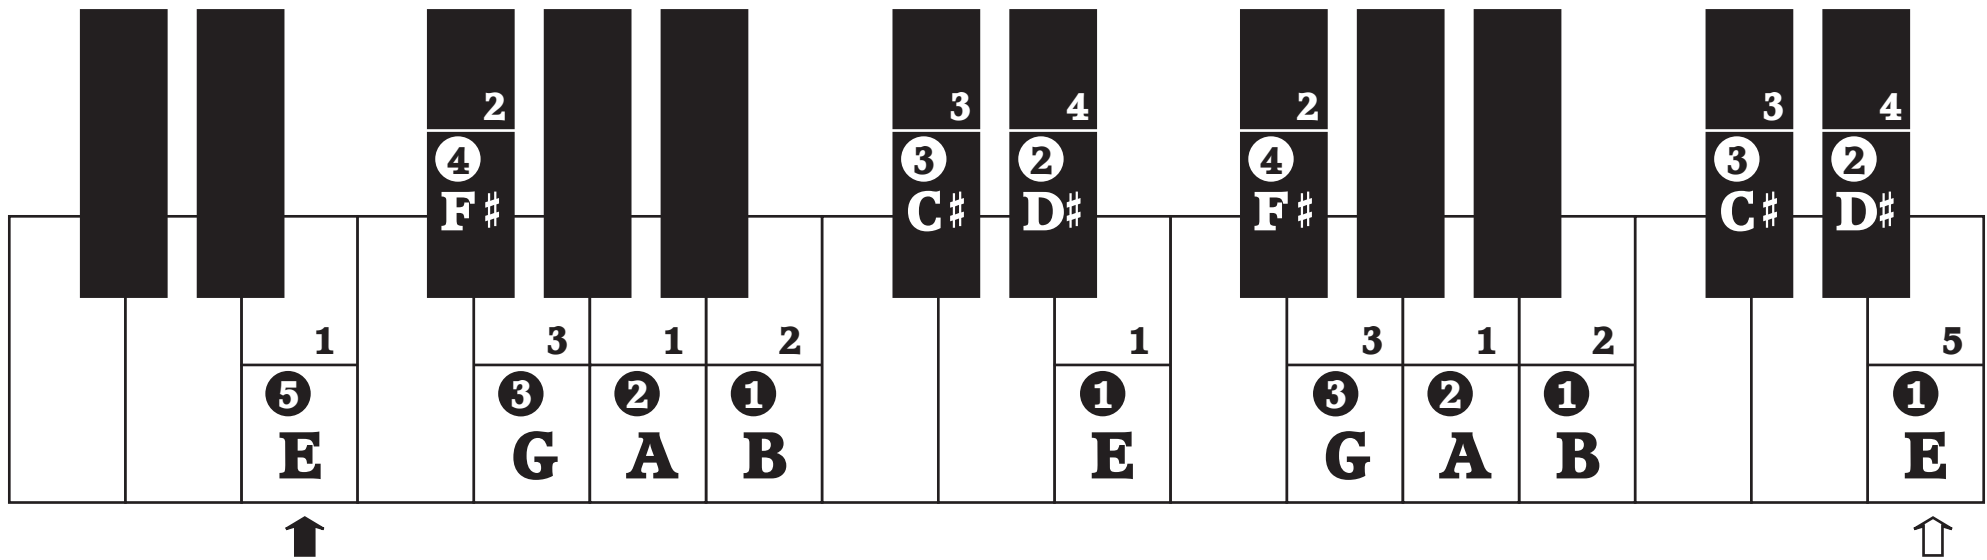 2 3 4 2 3 4
4 3 2 4 3 2
F♯ C♯ D♯ F♯ C♯ D♯
1 3 1 2 1 3 1 2 5
5 3 2 1 1 3 2 1 1
E G A B E G A B E